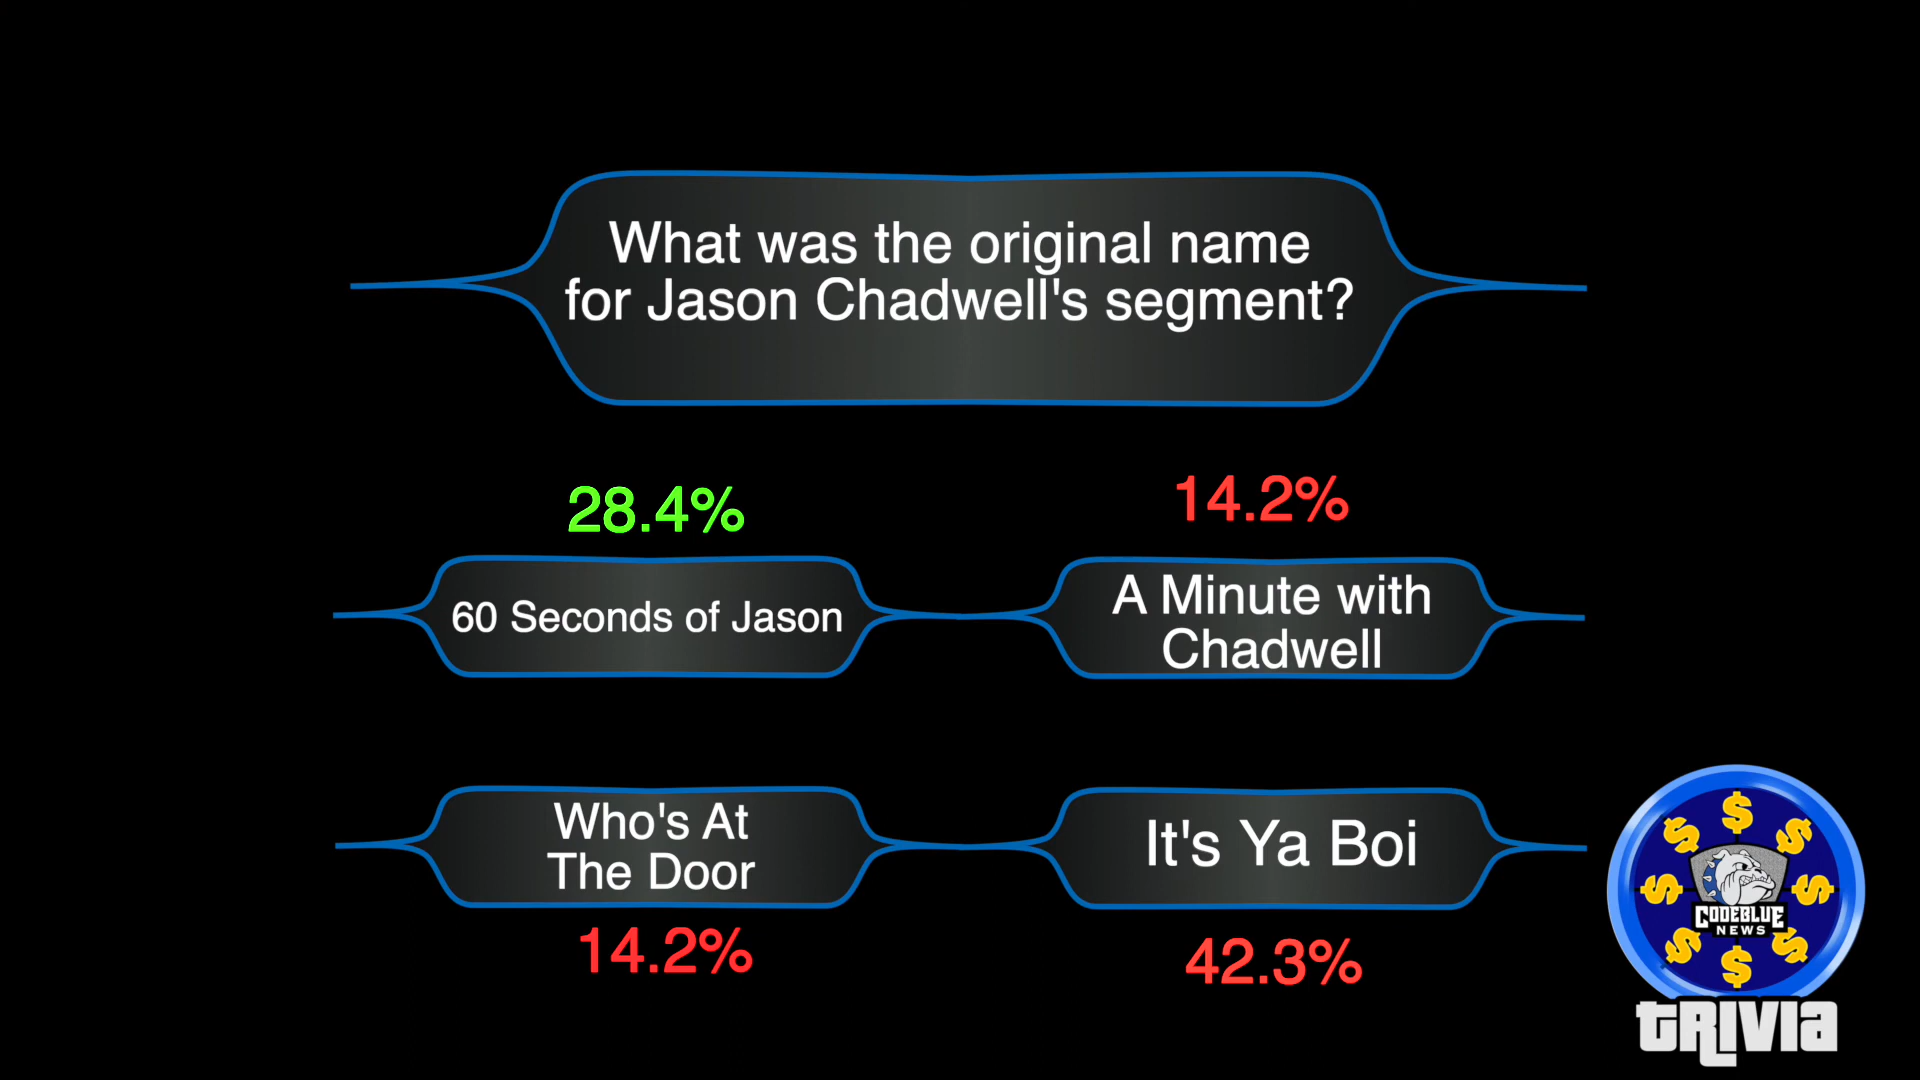 What was the original name
for Jason Chadwell's segment?
28.4%
14.2%
60 Seconds of Jason
A Minute with
Chadwell
Who's At
The Door
It's Ya Boi
14.2%
42.3%
$
$
$
$
$
$
$
$
CODEBLUE
NEWS
TRIVIA